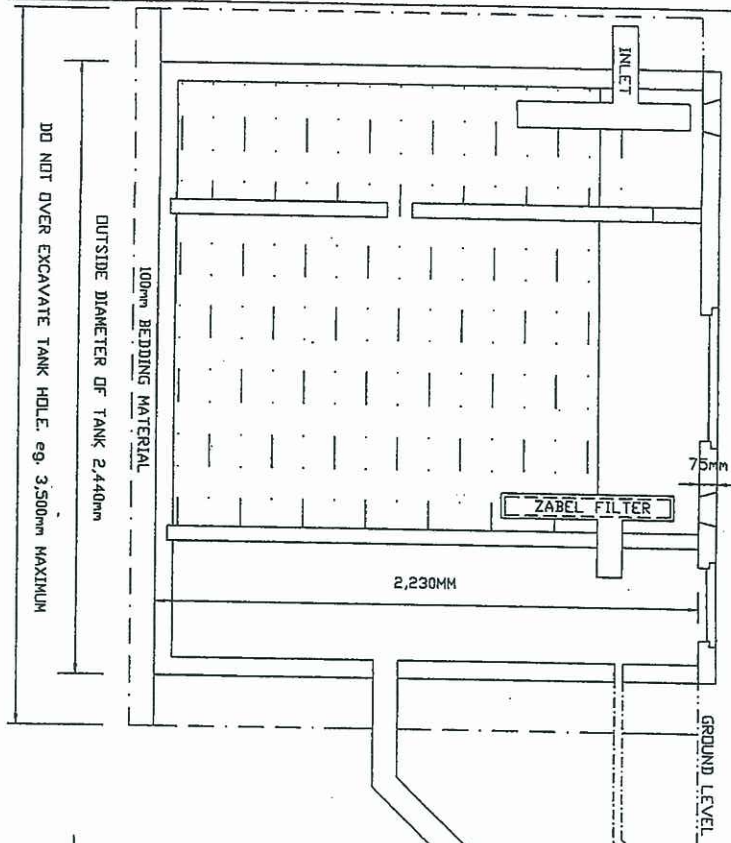 INLET
75mm
ZABEL FILTER
2,230MM
GROUND LEVEL
100mm BEDDING MATERIAL
OUTSIDE DIAMETER OF TANK 2,440mm
DO NOT OVER EXCAVATE TANK HOLE. eg. 3,500mm MAXIMUM